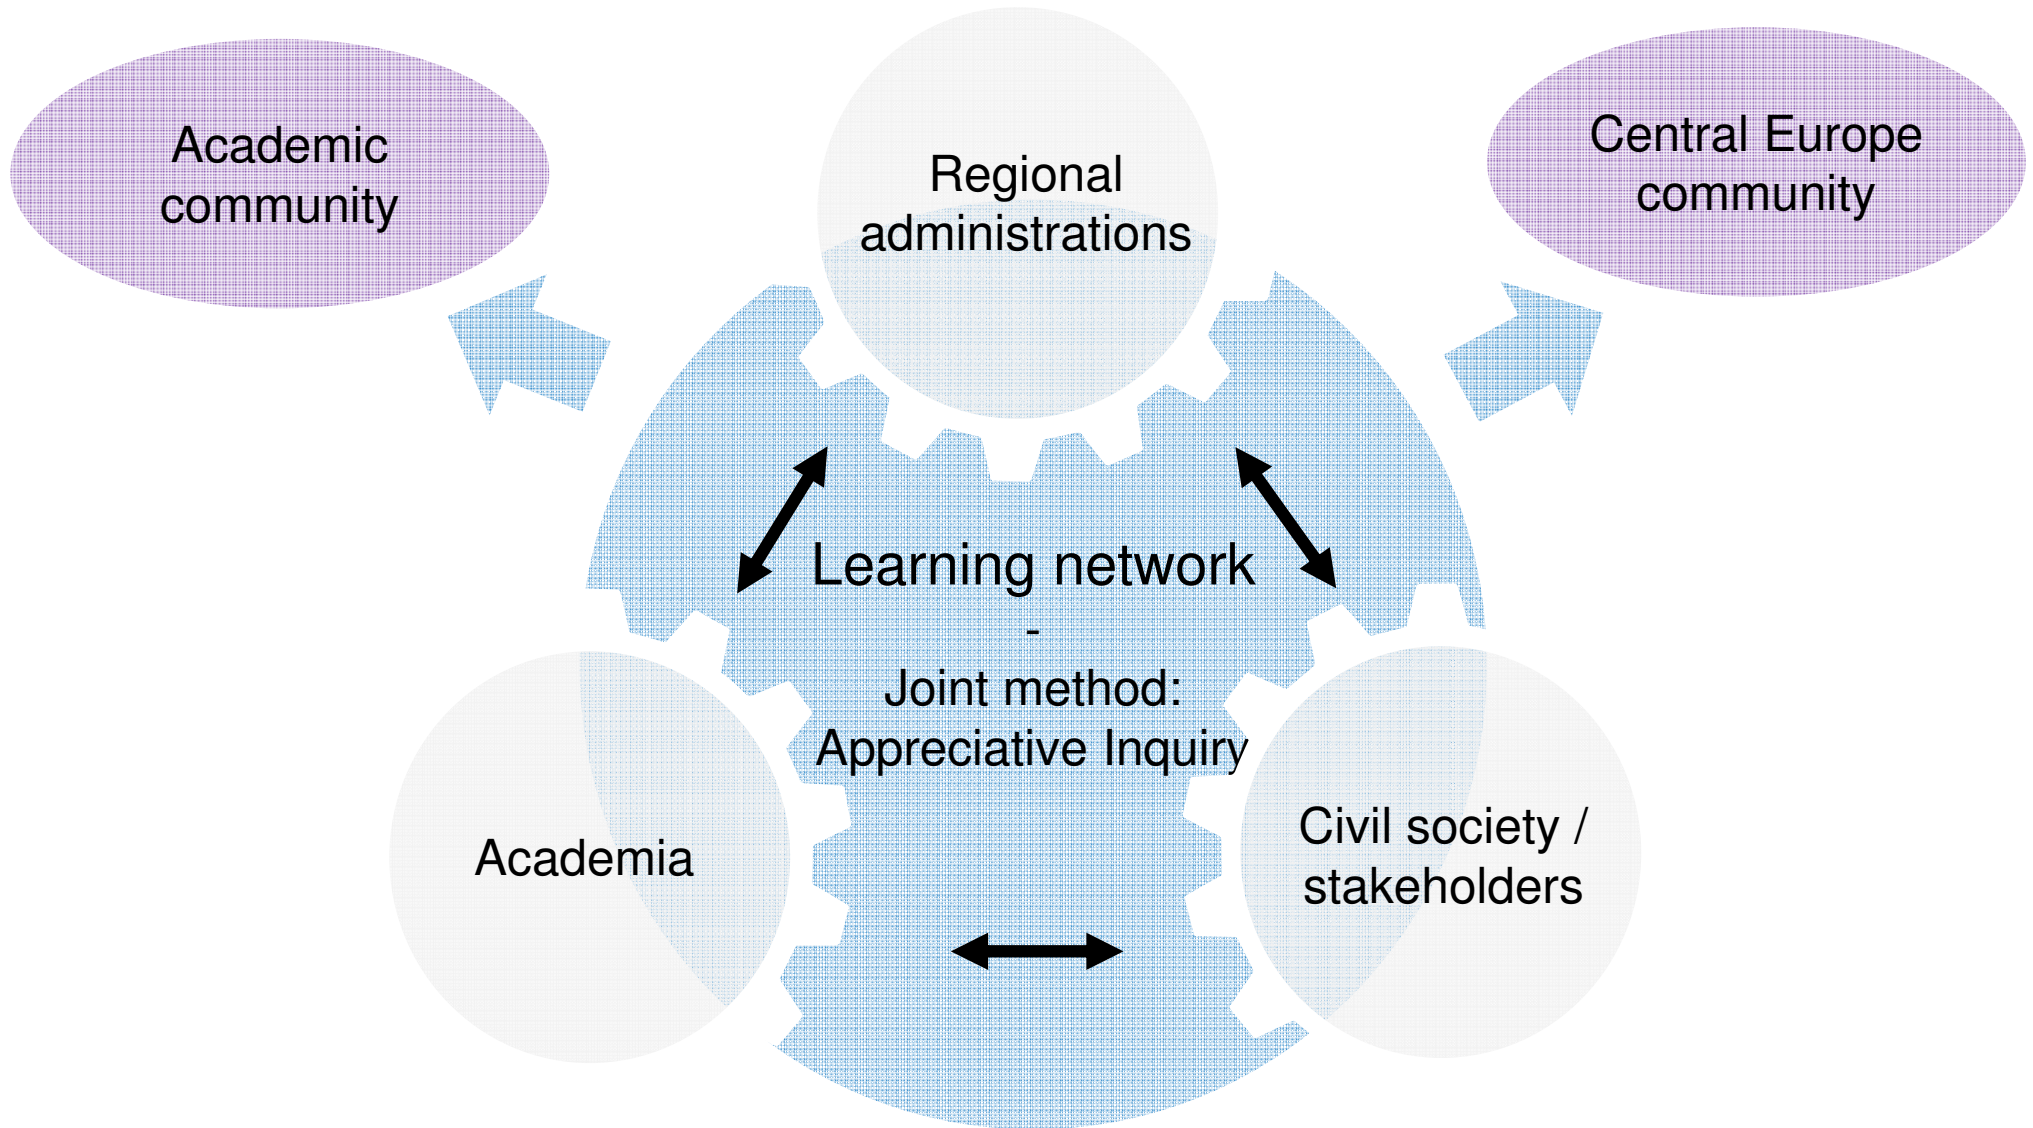 Academic
community
Regional
administrations
Central Europe
community
Learning network
-
Joint method:
Appreciative Inquiry
Academia
Civil society /
stakeholders